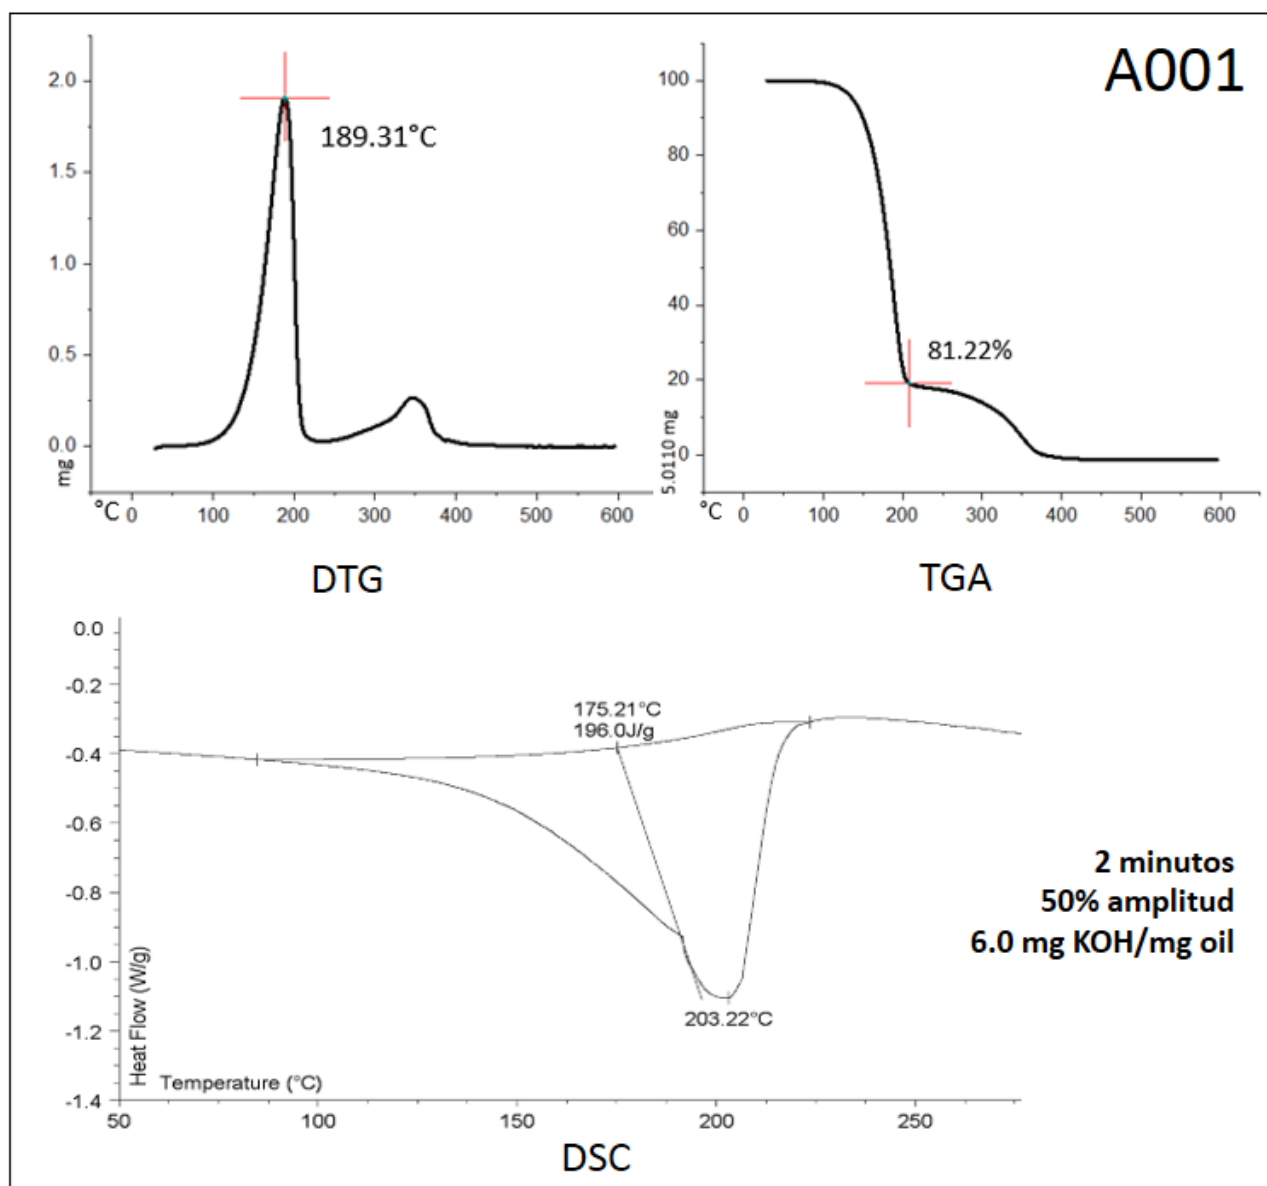 A001
2.0
1.5
1.0
0.5
0.0
mg
189.31°C
°C 0 100 200 300 400 500 600
DTG
100
80
60
40
20
0
5.0110 mg
81.22%
°C 0 100 200 300 400 500 600
TGA
0.0
-0.2
-0.4
-0.6
-0.8
-1.0
-1.2
-1.4
Heat Flow (W/g)
175.21°C
196.0J/g
203.22°C
Temperature (°C)
50 100 150 200 250
DSC
2 minutos
50% amplitud
6.0 mg KOH/mg oil